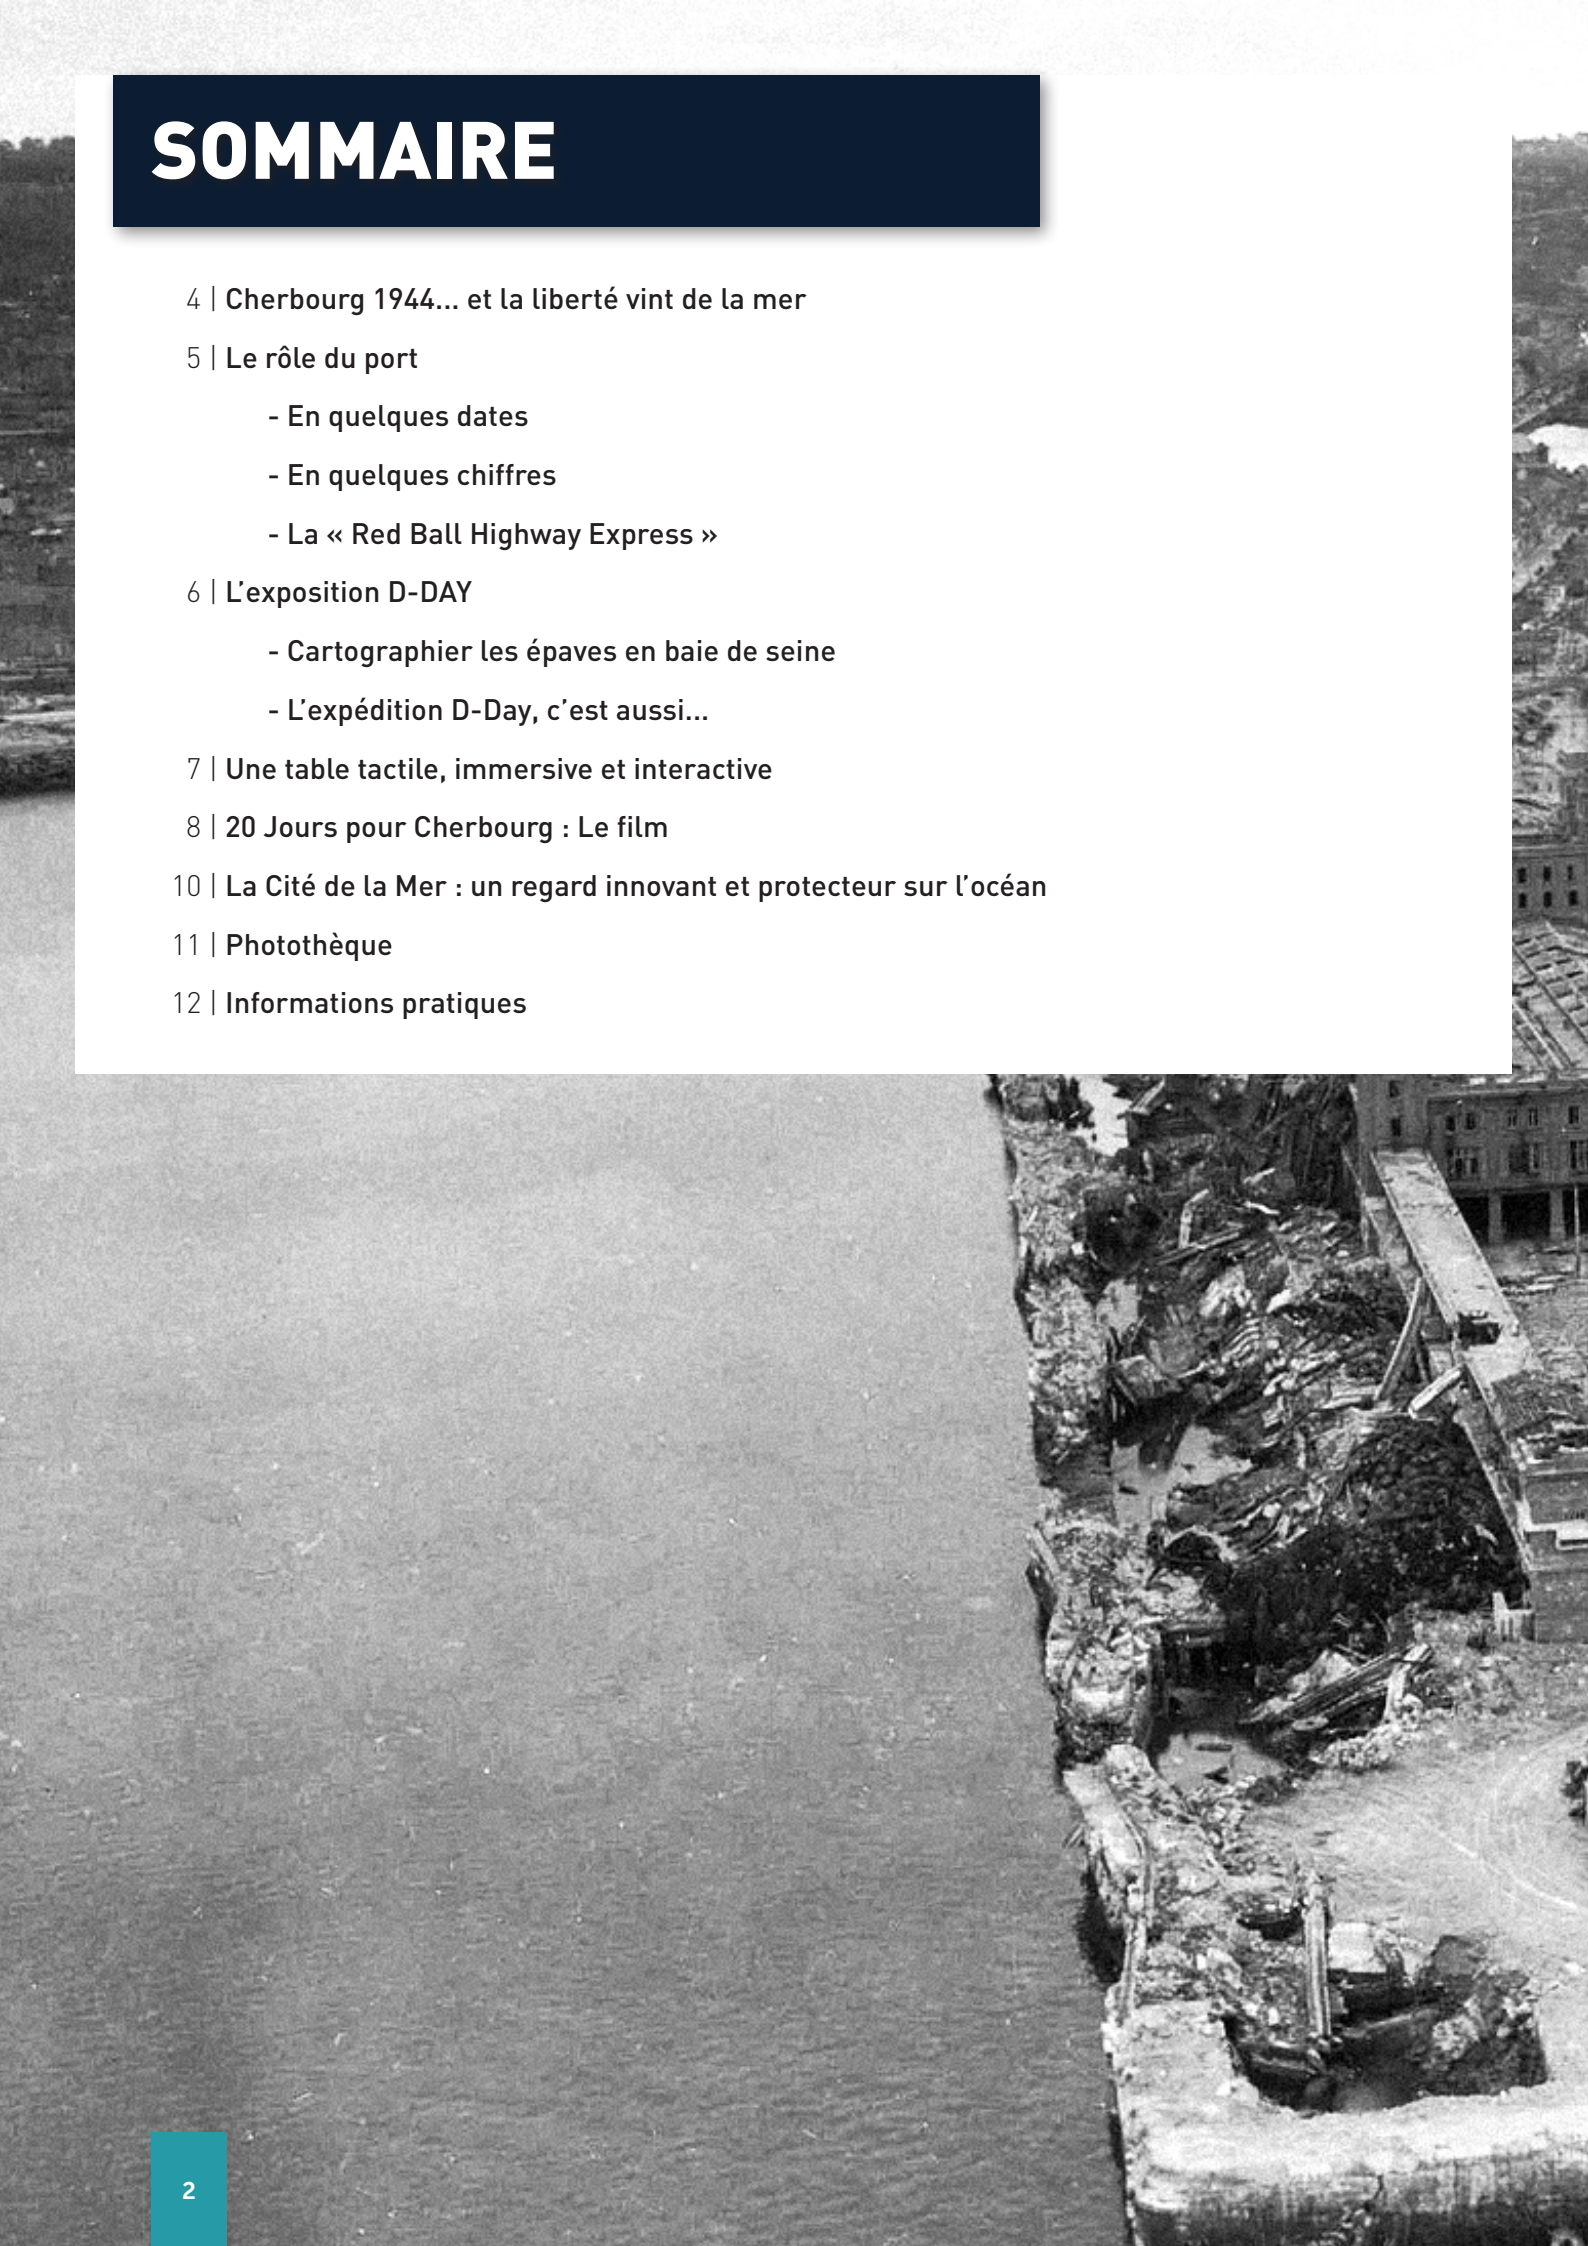 SOMMAIRE
4 | Cherbourg 1944... et la liberté vint de la mer
5 | Le rôle du port
- En quelques dates
- En quelques chiffres
- La « Red Ball Highway Express »
6 | L’exposition D-DAY
- Cartographier les épaves en baie de seine
- L’expédition D-Day, c’est aussi...
7 | Une table tactile, immersive et interactive
8 | 20 Jours pour Cherbourg : Le film
10 | La Cité de la Mer : un regard innovant et protecteur sur l’océan
11 | Photothèque
12 | Informations pratiques
2